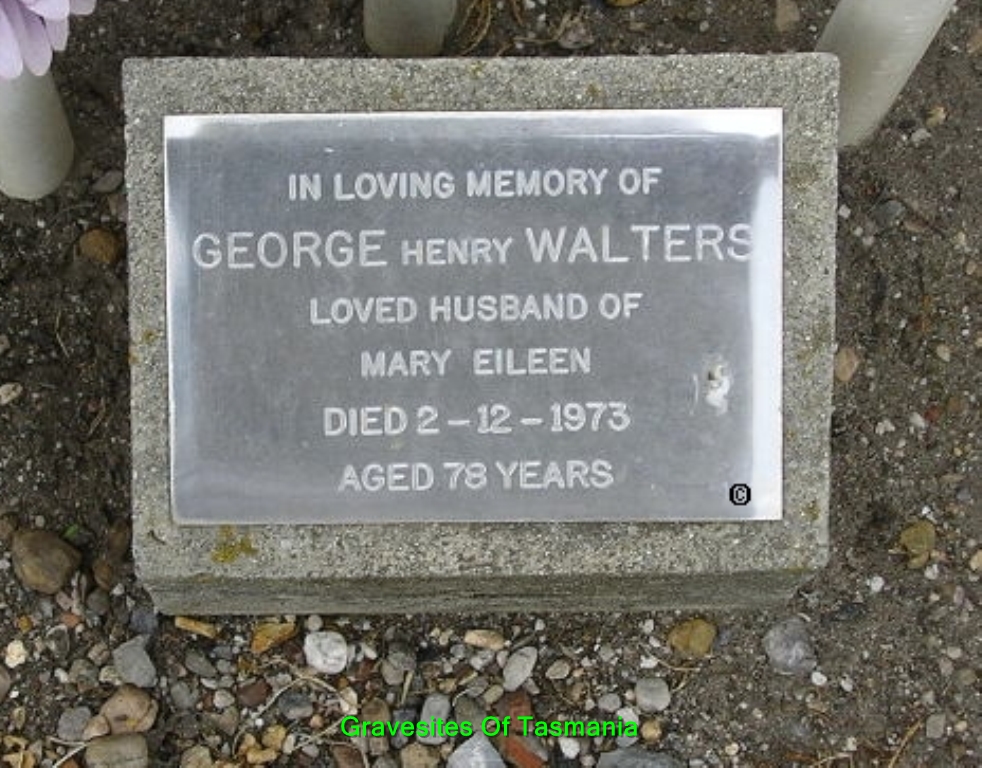 IN LOVING MEMORY OF
GEORGE HENRY WALTERS
LOVED HUSBAND OF
MARY EILEEN
DIED 2-12-1973
AGED 78 YEARS
©
Gravesites Of Tasmania